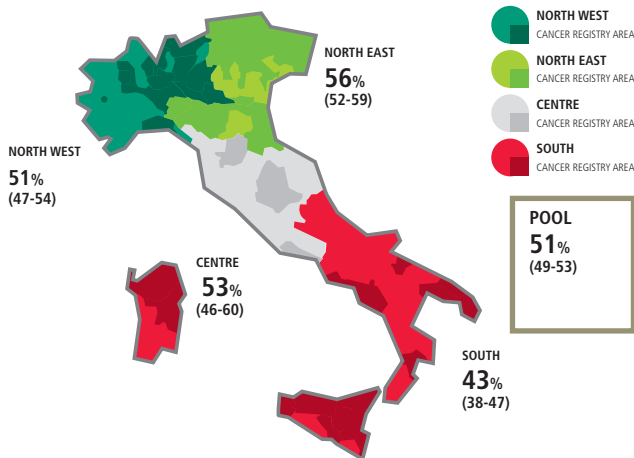 NORTH WEST
CANCER REGISTRY AREA
NORTH EAST
CANCER REGISTRY AREA
CENTRE
CANCER REGISTRY AREA
SOUTH
CANCER REGISTRY AREA
NORTH EAST
56%
(52-59)
NORTH WEST
51%
(47-54)
POOL
51%
(49-53)
CENTRE
53%
(46-60)
SOUTH
43%
(38-47)